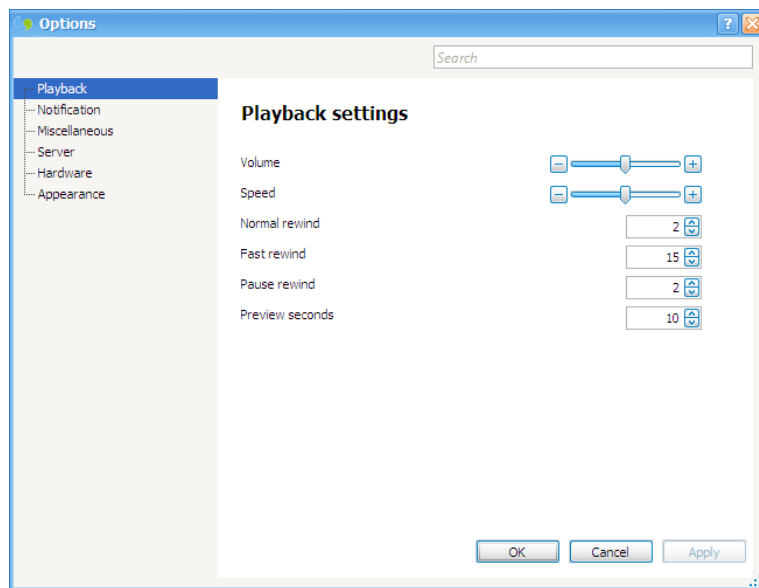 Options
Search
Playback
Notification
Miscellaneous
Server
Hardware
Appearance
Playback settings
Volume
Speed
Normal rewind 2
Fast rewind 15
Pause rewind 2
Preview seconds 10
OK Cancel Apply